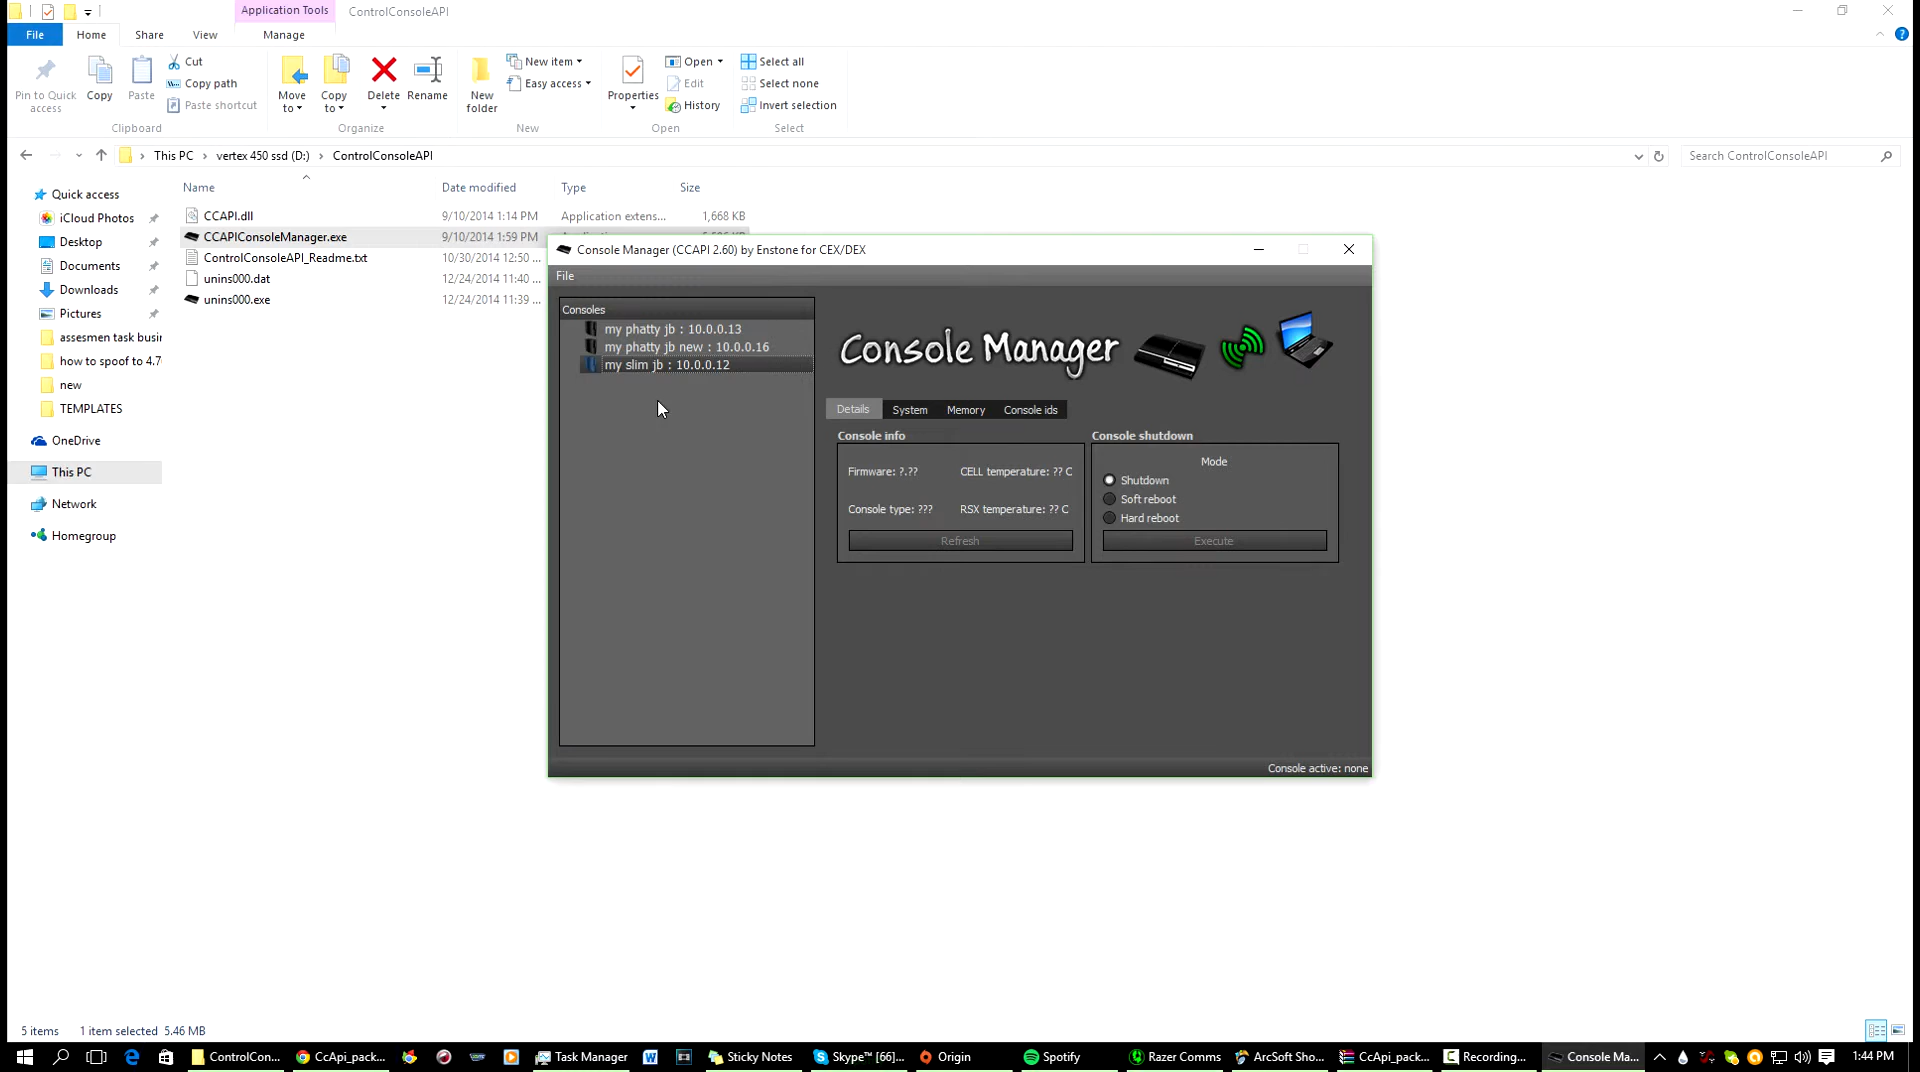 Application Tools
ControlConsoleAPI
File
Home
Share
View
Manage
Pin to Quick access
Copy
Paste
Cut
Copy path
Paste shortcut
Clipboard
Move to
Copy to
Delete
Rename
Organize
New folder
New item
Easy access
New
Properties
Open
Edit
History
Open
Select all
Select none
Invert selection
Select
This PC
vertex 450 ssd (D:)
ControlConsoleAPI
Search ControlConsoleAPI
Quick access
iCloud Photos
Desktop
Documents
Downloads
Pictures
assesmen task busir
how to spoof to 4.7
new
TEMPLATES
OneDrive
This PC
Network
Homegroup
Name Date modified Type Size
CCAPI.dll 9/10/2014 1:14 PM Application extens... 1,668 KB
CCAPIConsoleManager.exe 9/10/2014 1:59 PM
ControlConsoleAPI_Readme.txt 10/30/2014 12:50 ...
unins000.dat 12/24/2014 11:40 ...
unins000.exe 12/24/2014 11:39 ...
Console Manager (CCAPI 2.60) by Enstone for CEX/DEX
File
Consoles
my phatty jb : 10.0.0.13
my phatty jb new : 10.0.0.16
my slim jb : 10.0.0.12
Console Manager
Details System Memory Console ids
Console info
Firmware: ?.?? CELL temperature: ?? C
Console type: ??? RSX temperature: ?? C
Refresh
Console shutdown
Mode
Shutdown
Soft reboot
Hard reboot
Execute
Console active: none
5 items 1 item selected 5.46 MB
ControlCon...
CcApi_pack...
Task Manager
Sticky Notes
Skype™ [66]...
Origin
Spotify
Razer Comms
ArcSoft Sho...
CcApi_pack...
Recording...
Console Ma...
1:44 PM